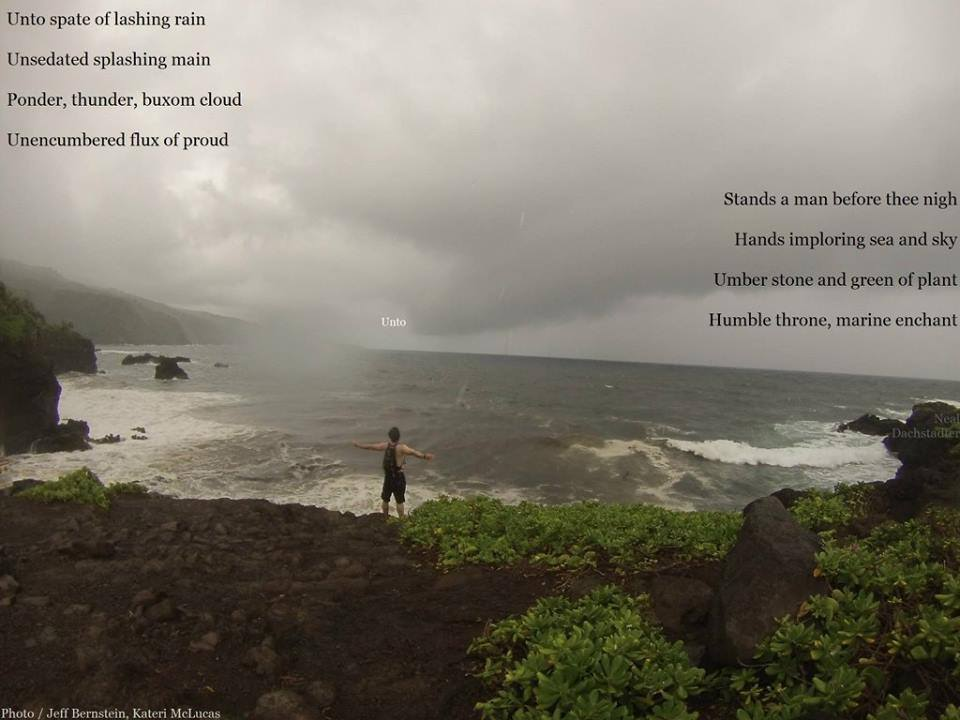 Unto spate of lashing rain
Unsedated splashing main
Ponder, thunder, buxom cloud
Unencumbered flux of proud
Stands a man before thee nigh
Hands imploring sea and sky
Umber stone and green of plant
Humble throne, marine enchant
Unto
Neal
Dachstadter
Photo / Jeff Bernstein, Kateri McLucas